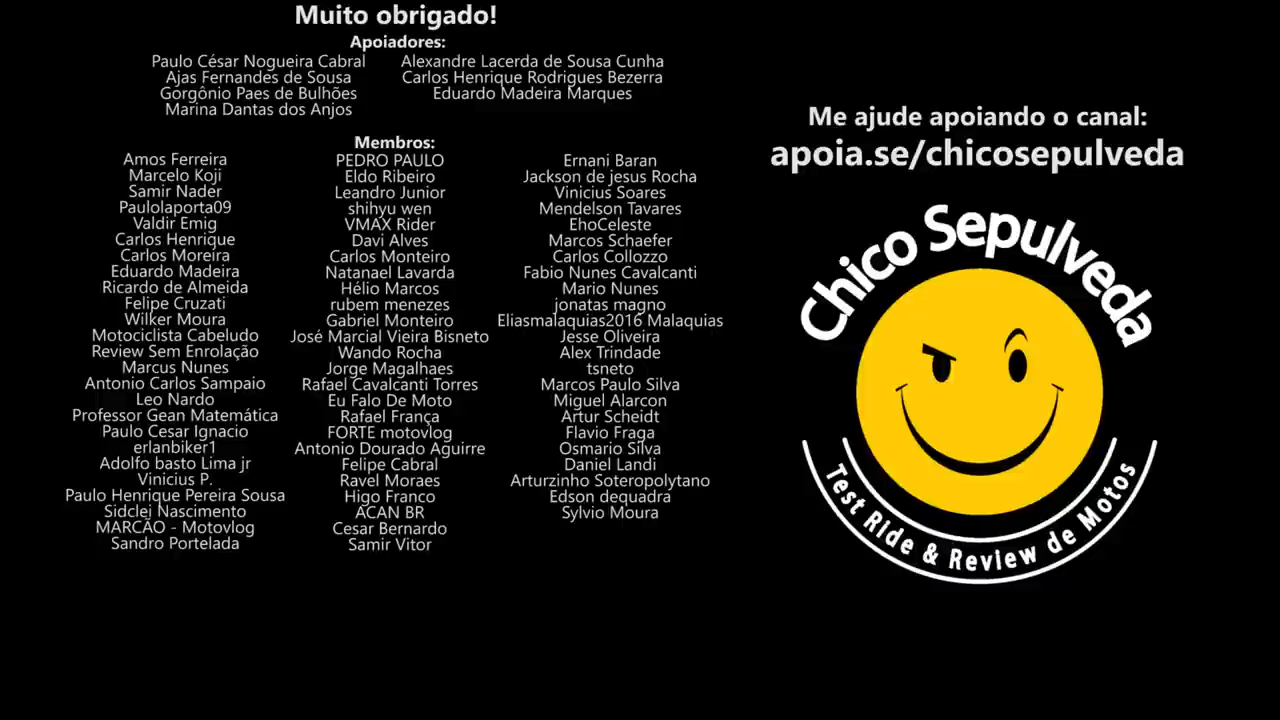 Muito obrigado!
Apoiadores:
Paulo César Nogueira Cabral
Ajas Fernandes de Sousa
Gorgônio Paes de Bulhões
Marina Dantas dos Anjos
Alexandre Lacerda de Sousa Cunha
Carlos Henrique Rodrigues Bezerra
Eduardo Madeira Marques
Membros:
Amos Ferreira
Marcelo Koji
Samir Nader
Paulolaporta09
Valdir Emig
Carlos Henrique
Carlos Moreira
Eduardo Madeira
Ricardo de Almeida
Felipe Cruzati
Wilker Moura
Motociclista Cabeludo
Review Sem Enrolação
Marcus Nunes
Antonio Carlos Sampaio
Leo Nardo
Professor Gean Matemática
Paulo Cesar Ignacio
erlanbiker1
Adolfo basto Lima jr
Vinicius P.
Paulo Henrique Pereira Sousa
Sidclei Nascimento
MARCÃO - Motovlog
Sandro Portelada
PEDRO PAULO
Eldo Ribeiro
Leandro Junior
shihyu wen
VMAX Rider
Davi Alves
Carlos Monteiro
Natanael Lavarda
Hélio Marcos
rubem menezes
Gabriel Monteiro
José Marcial Vieira Bisneto
Wando Rocha
Jorge Magalhaes
Rafael Cavalcanti Torres
Eu Falo De Moto
Rafael França
FORTE motovlog
Antonio Dourado Aguirre
Felipe Cabral
Ravel Moraes
Higo Franco
ACAN BR
Cesar Bernardo
Samir Vitor
Ernani Baran
Jackson de jesus Rocha
Vinicius Soares
Mendelson Tavares
EhoCeleste
Marcos Schaefer
Carlos Collozzo
Fabio Nunes Cavalcanti
Mario Nunes
jonatas magno
Eliasmalaquias2016 Malaquias
Jesse Oliveira
Alex Trindade
tsneto
Marcos Paulo Silva
Miguel Alarcon
Artur Scheidt
Flavio Fraga
Osmario Silva
Daniel Landi
Arturzinho Soteropolytano
Edson dequadra
Sylvio Moura
Me ajude apoiando o canal:
apoia.se/chicosepulveda
Chico Sepulveda
Test Ride & Review de Motos